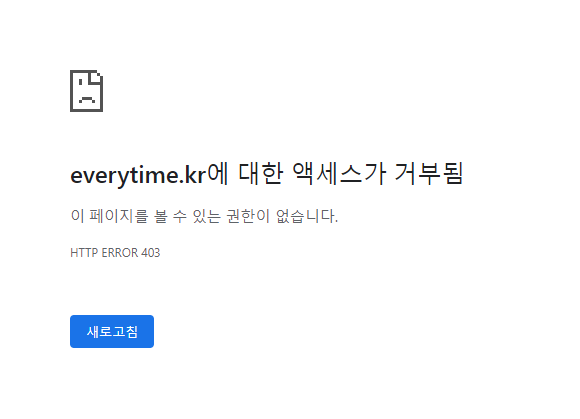 everytime.kr에 대한 액세스가 거부됨
이 페이지를 볼 수 있는 권한이 없습니다.
HTTP ERROR 403
새로고침